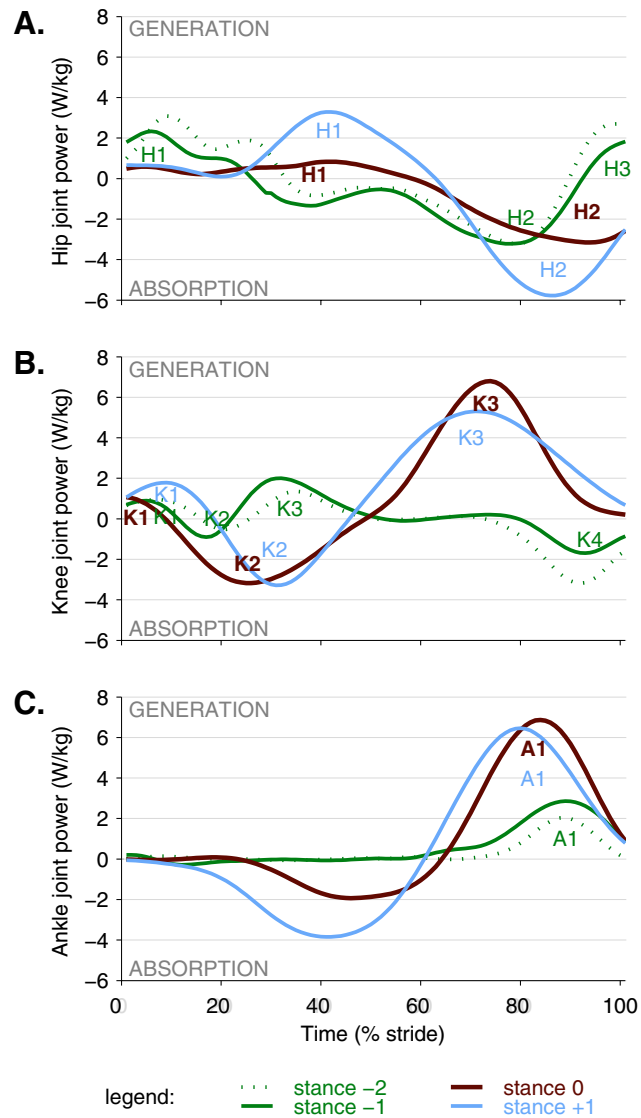 A.
Hip joint power (W/kg)
8
6
4
2
0
−2
−4
−6
GENERATION
H1
H1
H1
H2
H2
H2
H3
ABSORPTION
B.
Knee joint power (W/kg)
8
6
4
2
0
−2
−4
−6
GENERATION
K1
K1
K1
K2
K2
K2
K3
K3
K3
K4
ABSORPTION
C.
Ankle joint power (W/kg)
8
6
4
2
0
−2
−4
−6
GENERATION
A1
A1
A1
ABSORPTION
0 20 40 60 80 100
Time (% stride)
legend:
stance −2
stance −1
stance 0
stance +1